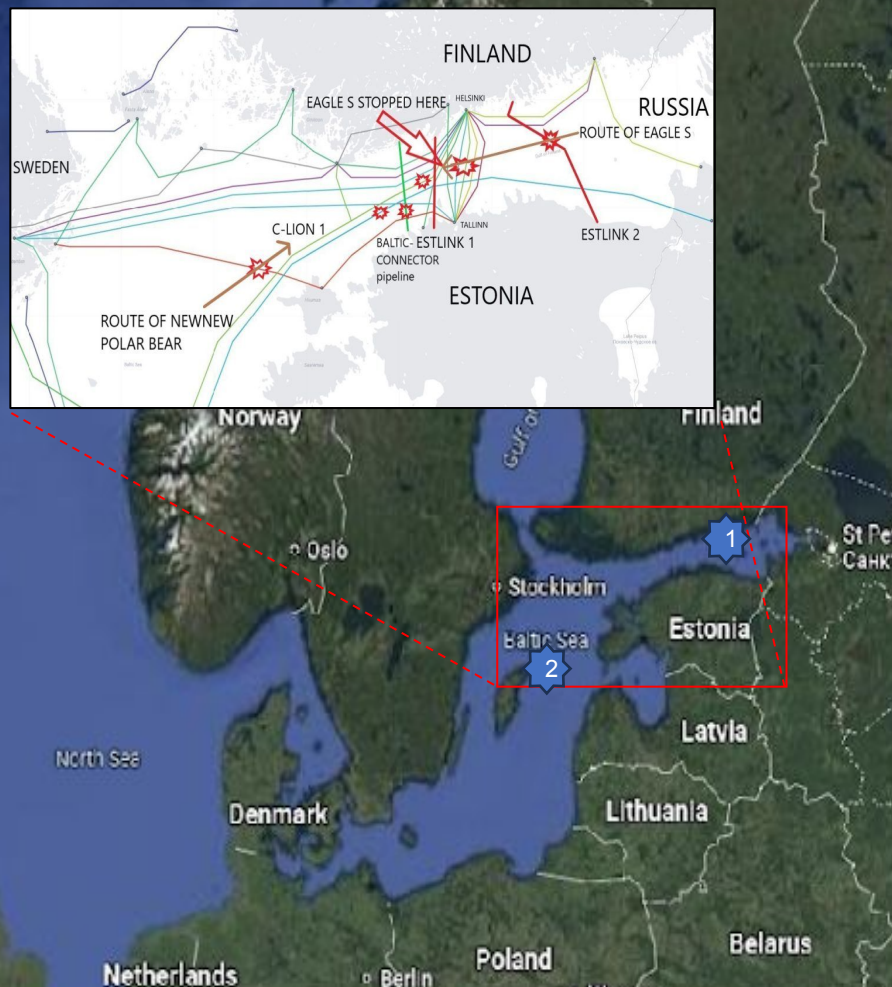 FINLAND
EAGLE S STOPPED HERE
HELSINKI
RUSSIA
ROUTE OF EAGLE S
SWEDEN
C-LION 1
TALLINN
BALTIC-
CONNECTOR
pipeline
ESTLINK 1
ESTLINK 2
ESTONIA
ROUTE OF NEWNEW
POLAR BEAR
Norway
Gulf of
Finland
1
Oslo
St Pe
Санк
Stockholm
Baltic Sea
Estonia
2
Latvia
North Sea
Denmark
Lithuania
Belarus
Poland
Netherlands
Berlin